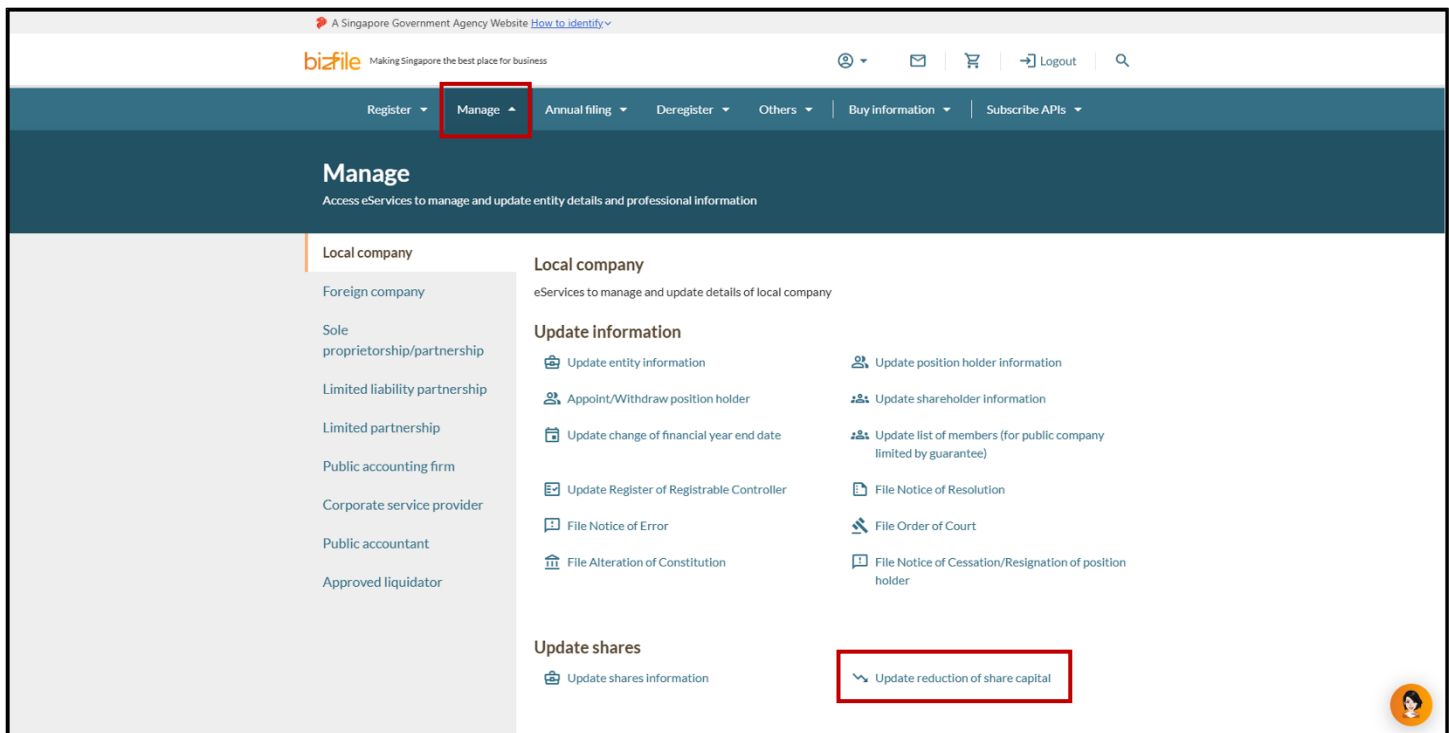 A Singapore Government Agency Website How to identify
bizfile Making Singapore the best place for business
Logout
Register Manage Annual filing Deregister Others Buy information Subscribe APIs
Manage
Access eServices to manage and update entity details and professional information
Local company
Foreign company
Sole
proprietorship/partnership
Limited liability partnership
Limited partnership
Public accounting firm
Corporate service provider
Public accountant
Approved liquidator
Local company
eServices to manage and update details of local company
Update information
Update entity information
Update position holder information
Appoint/Withdraw position holder
Update shareholder information
Update change of financial year end date
Update list of members (for public company
limited by guarantee)
Update Register of Registrable Controller
File Notice of Resolution
File Notice of Error
File Order of Court
File Alteration of Constitution
File Notice of Cessation/Resignation of position
holder
Update shares
Update shares information
Update reduction of share capital